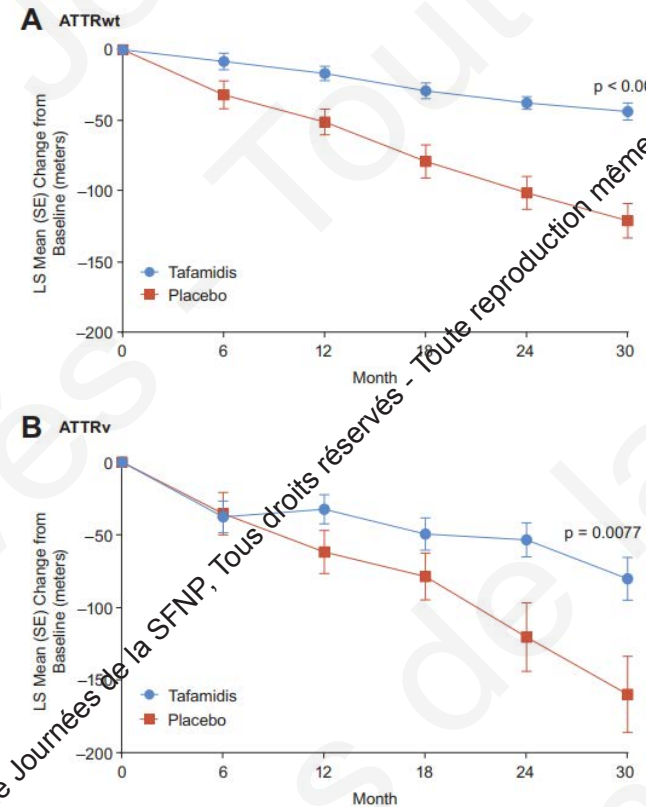 A ATTRwt
0
–50
–100
–150
–200
LS Mean (SE) Change from
Baseline (meters)
p < 0.00
Tafamidis
Placebo
0 6 12 18 24 30
Month
B ATTRv
0
–50
–100
–150
–200
LS Mean (SE) Change from
Baseline (meters)
p = 0.0077
Tafamidis
Placebo
0 6 12 18 24 30
Month
Journées de la SFNP, Tous droits réservés - Toute reproduction même